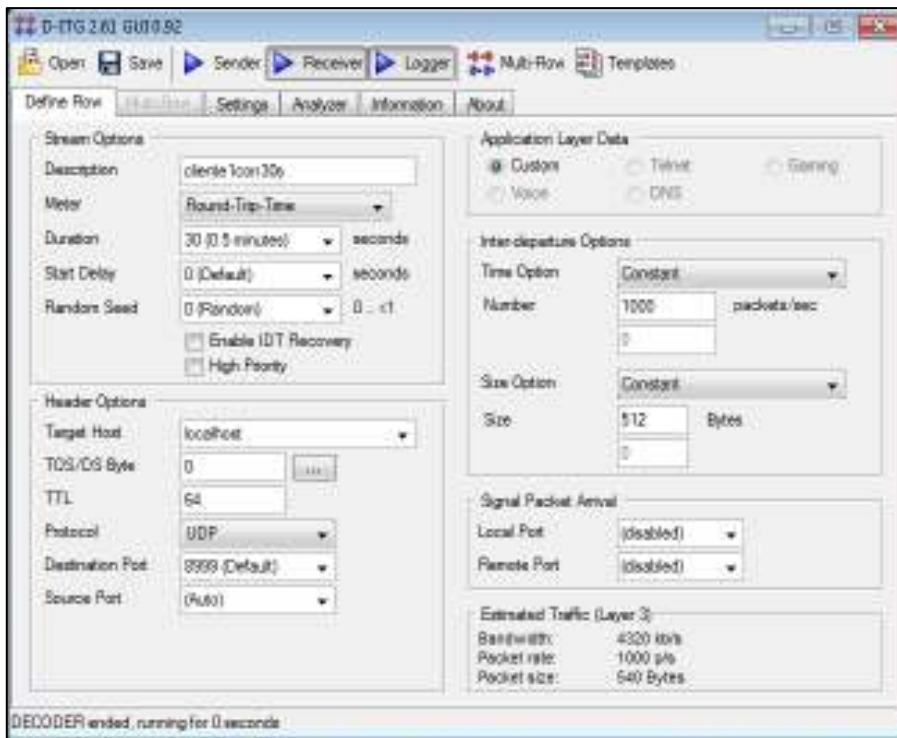 D-ITG 2.61 GUI 0.92
Open Save Sender Receiver Logger Multi-Flow Templates
Define Flow Multi-Flow Settings Analyzer Information About
Stream Options
Description cliente1con30s
Meter Round-Trip-Time
Duration 30 (0.5 minutes) seconds
Start Delay 0 (Default) seconds
Random Seed 0 (Random) 0 .. <1
Enable IDT Recovery
High Priority
Header Options
Target Host localhost
TOS/DS Byte 0 ...
TTL 64
Protocol UDP
Destination Port 8999 (Default)
Source Port (Auto)
Application Layer Data
Custom Telnet Gaming
Voice DNS
Inter-departure Options
Time Option Constant
Number 1000 packets/sec
0
Size Option Constant
Size 512 Bytes
0
Signal Packet Arrival
Local Port (disabled)
Remote Port (disabled)
Estimated Traffic (Layer 3)
Bandwidth: 4320 kb/s
Packet rate: 1000 p/s
Packet size: 540 Bytes
DECODER ended, running for 0 seconds